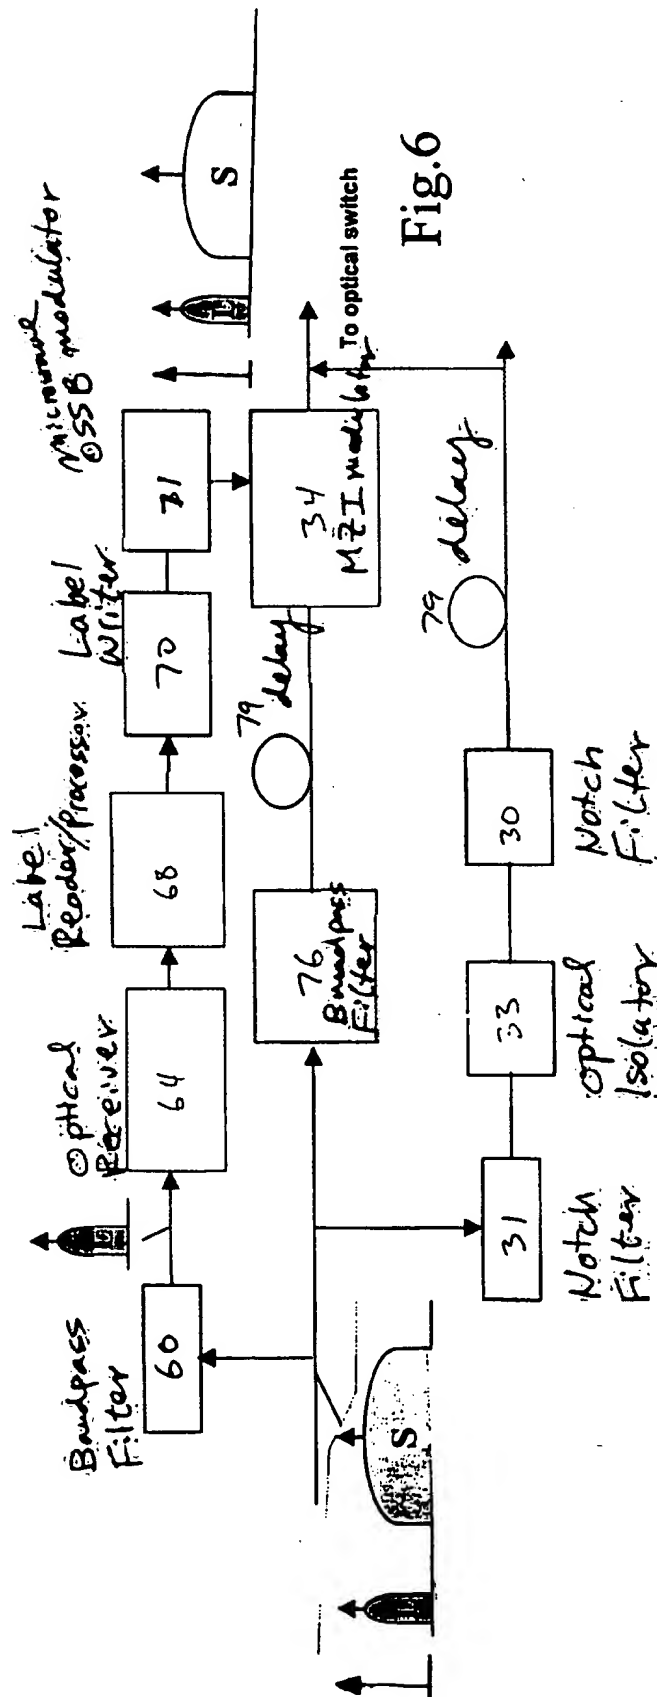 Bandpass
Filter
60
Optical
Receiver
64
Label
Reader/processor
68
Label
Writer
70
microwave
OSSB modulator
71
S
76
Bandpass
Filter
79
delay
34
MZI modulator
To optical switch
S
31
Notch
Filter
33
Optical
Isolator
30
Notch
Filter
79
delay
Fig.6